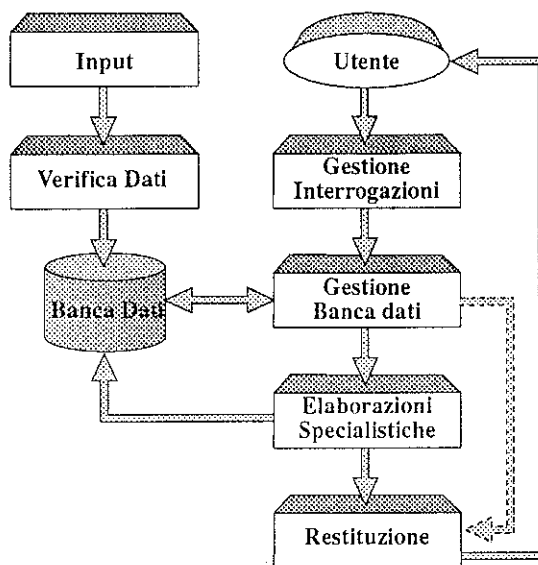 Input
Utente
Verifica Dati
Gestione
Interrogazioni
Banca Dati
Gestione
Banca dati
Elaborazioni
Specialistiche
Restituzione